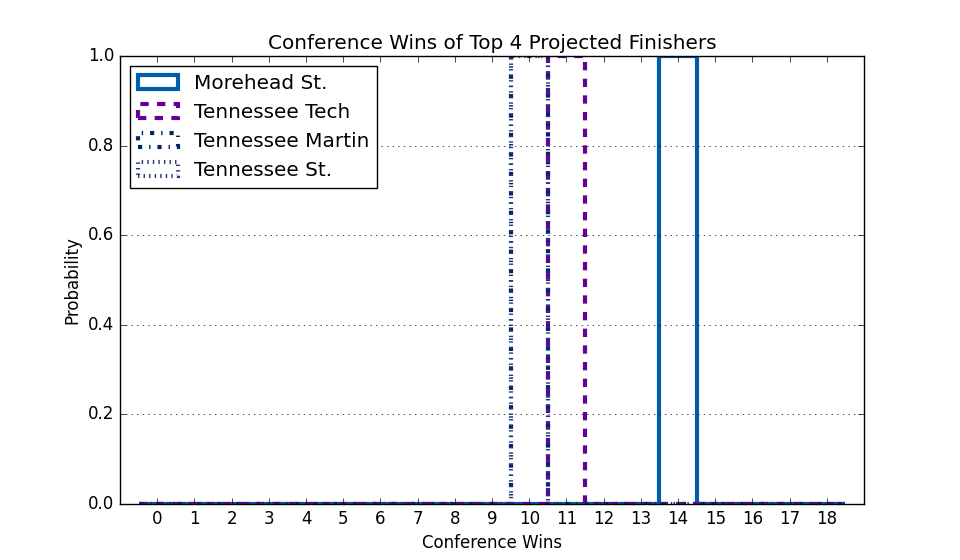 Conference Wins of Top 4 Projected Finishers
1.0
0.8
0.6
0.4
0.2
0.0
Probability
Morehead St.
Tennessee Tech
Tennessee Martin
Tennessee St.
0 1 2 3 4 5 6 7 8 9 10 11 12 13 14 15 16 17 18
Conference Wins